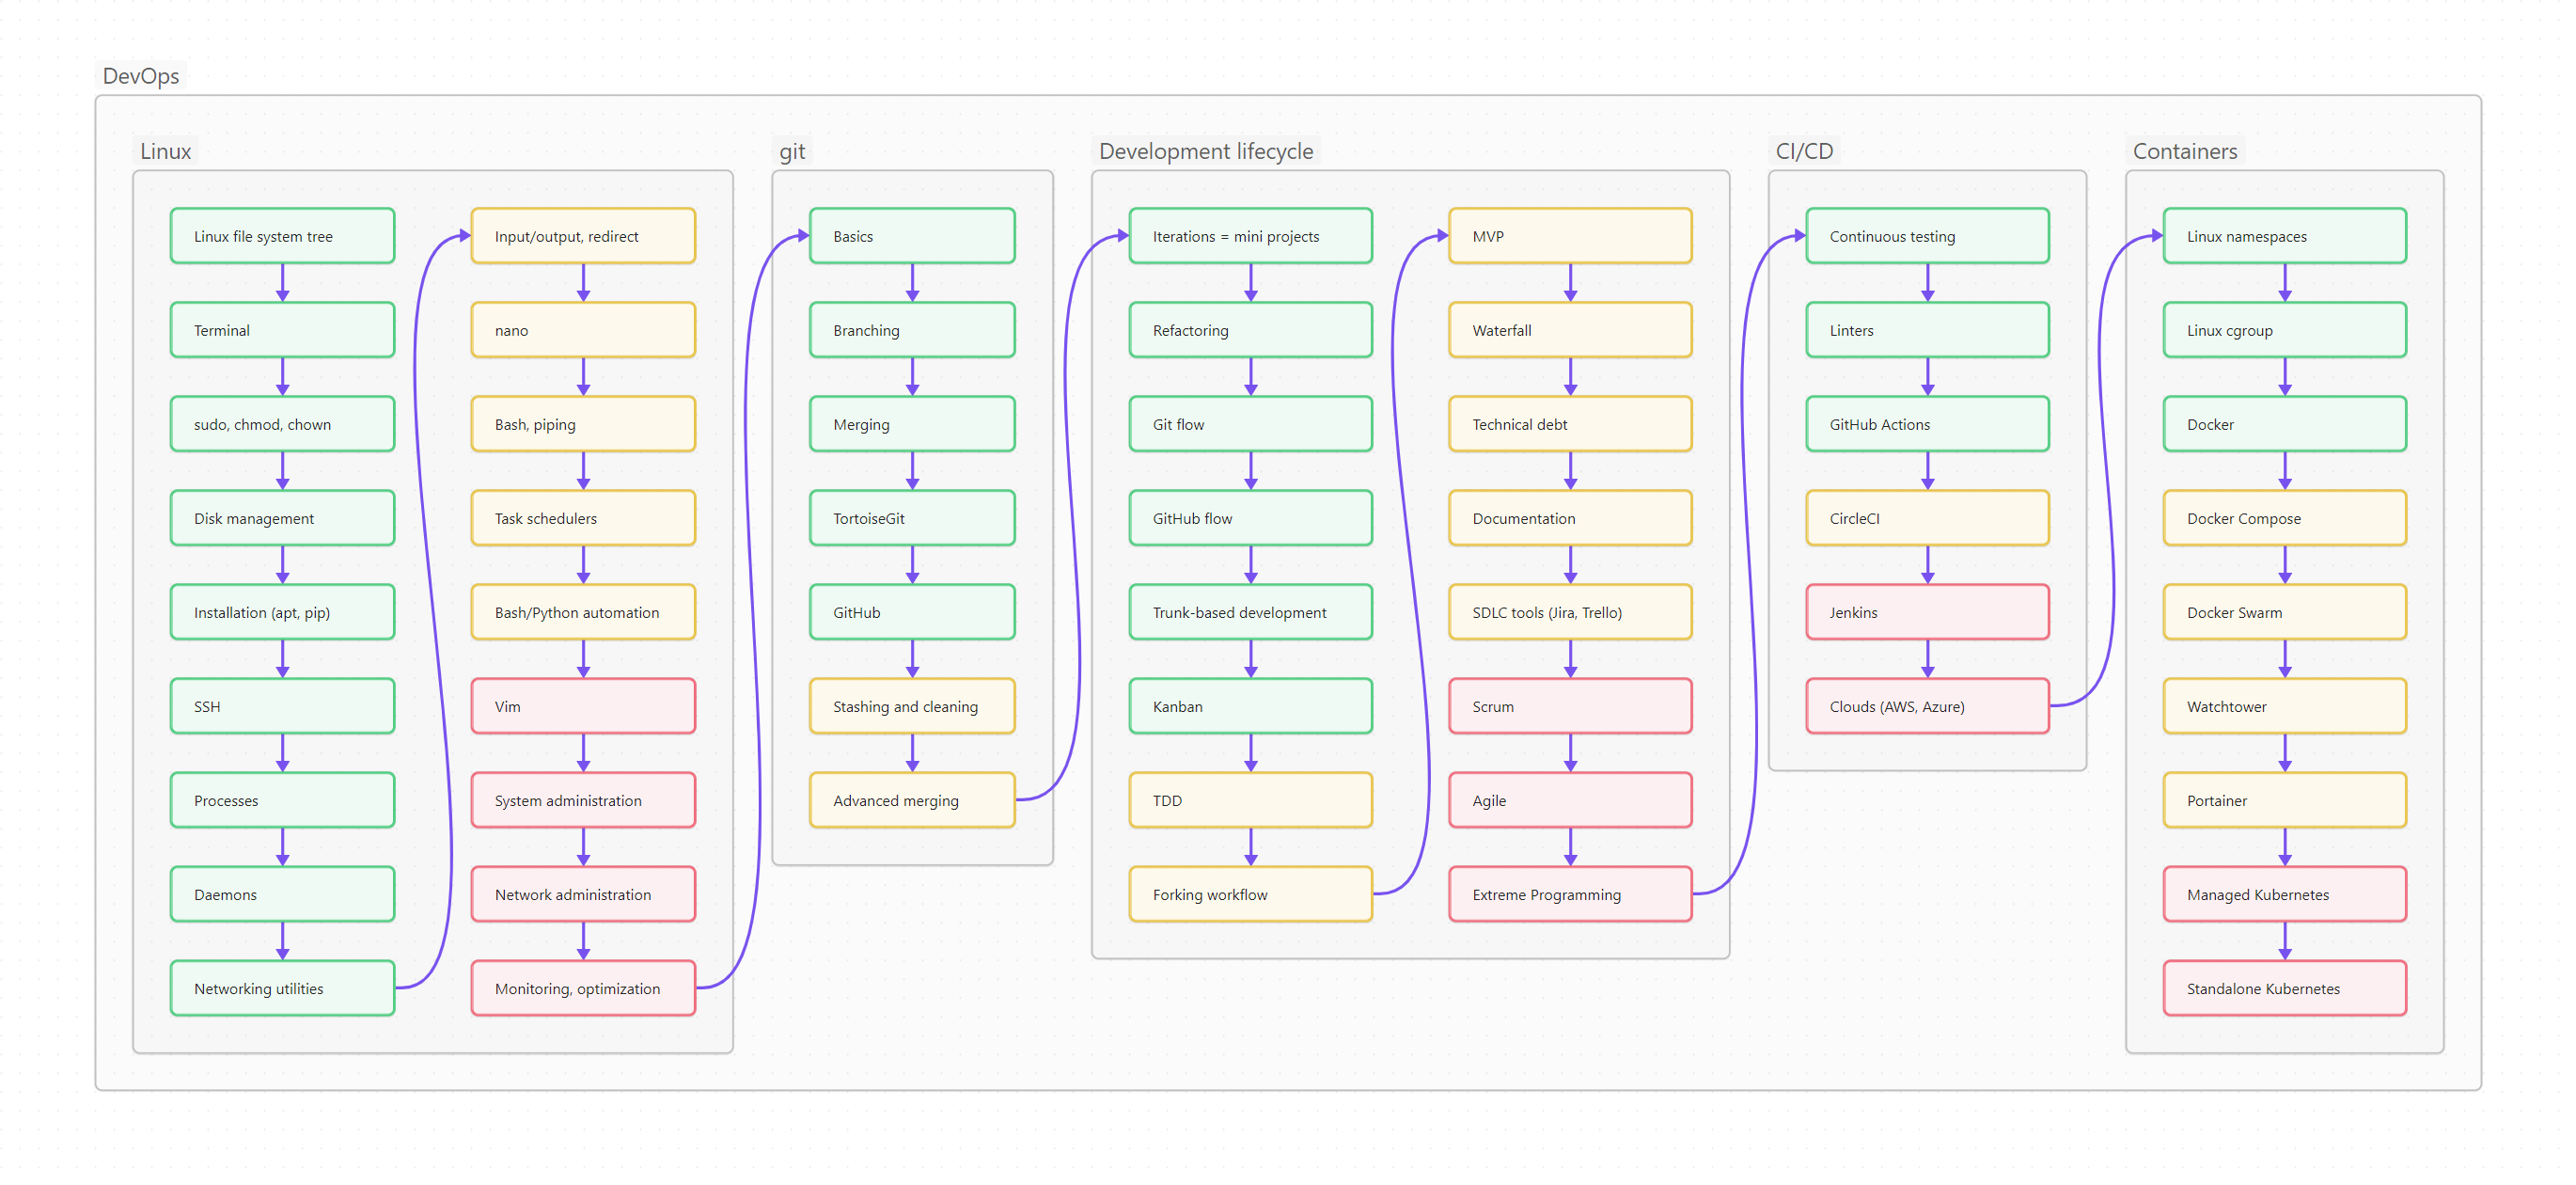 DevOps
Linux
Linux file system tree
Terminal
sudo, chmod, chown
Disk management
Installation (apt, pip)
SSH
Processes
Daemons
Networking utilities
Input/output, redirect
nano
Bash, piping
Task schedulers
Bash/Python automation
Vim
System administration
Network administration
Monitoring, optimization
git
Basics
Branching
Merging
TortoiseGit
GitHub
Stashing and cleaning
Advanced merging
Development lifecycle
Iterations = mini projects
Refactoring
Git flow
GitHub flow
Trunk-based development
Kanban
TDD
Forking workflow
MVP
Waterfall
Technical debt
Documentation
SDLC tools (Jira, Trello)
Scrum
Agile
Extreme Programming
CI/CD
Continuous testing
Linters
GitHub Actions
CircleCI
Jenkins
Clouds (AWS, Azure)
Containers
Linux namespaces
Linux cgroup
Docker
Docker Compose
Docker Swarm
Watchtower
Portainer
Managed Kubernetes
Standalone Kubernetes